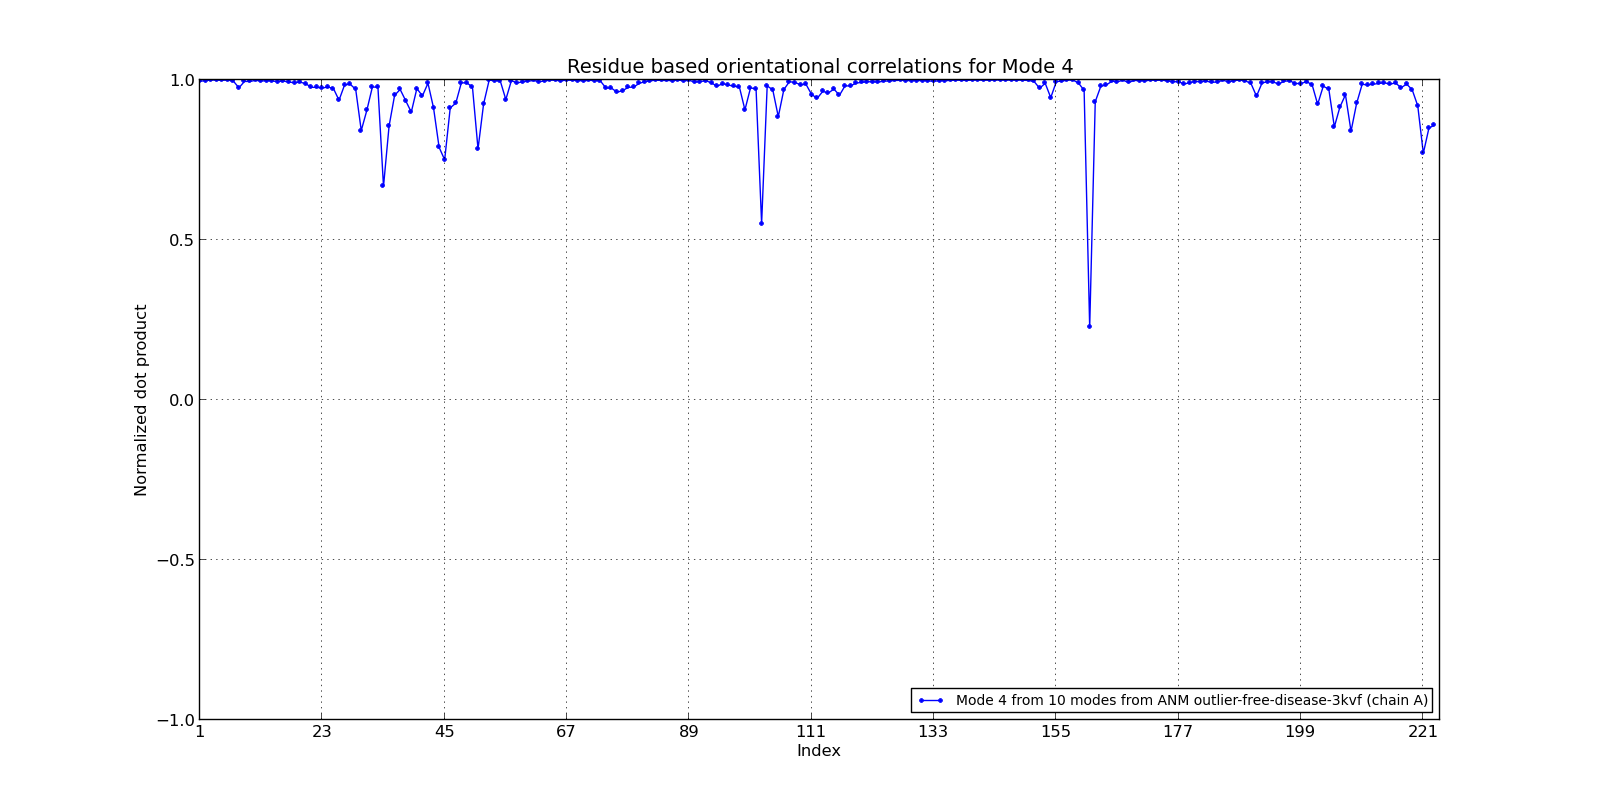 Residue based orientational correlations for Mode 4
1.0
0.5
0.0
−0.5
−1.0
Normalized dot product
Mode 4 from 10 modes from ANM outlier-free-disease-3kvf (chain A)
1 23 45 67 89 111 133 155 177 199 221
Index